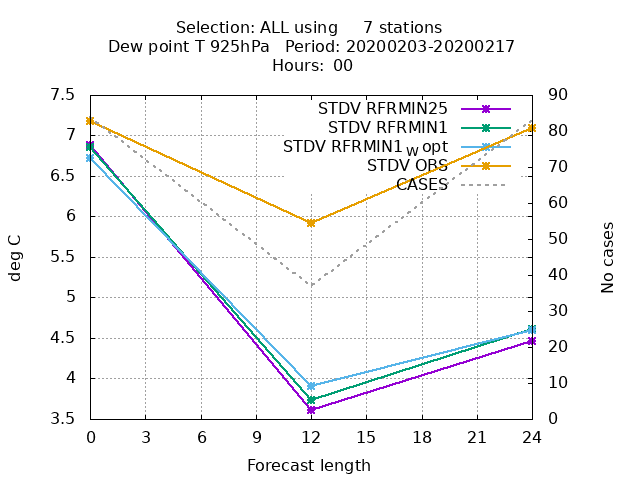 Selection: ALL using 7 stations
Dew point T 925hPa Period: 20200203-20200217
Hours: 00
STDV RFRMIN25
STDV RFRMIN1
STDV RFRMIN1 w opt
STDV OBS
CASES
7.5
7
6.5
6
5.5
5
4.5
4
3.5
deg C
90
80
70
60
50
40
30
20
10
0
No cases
0 3 6 9 12 15 18 21 24
Forecast length